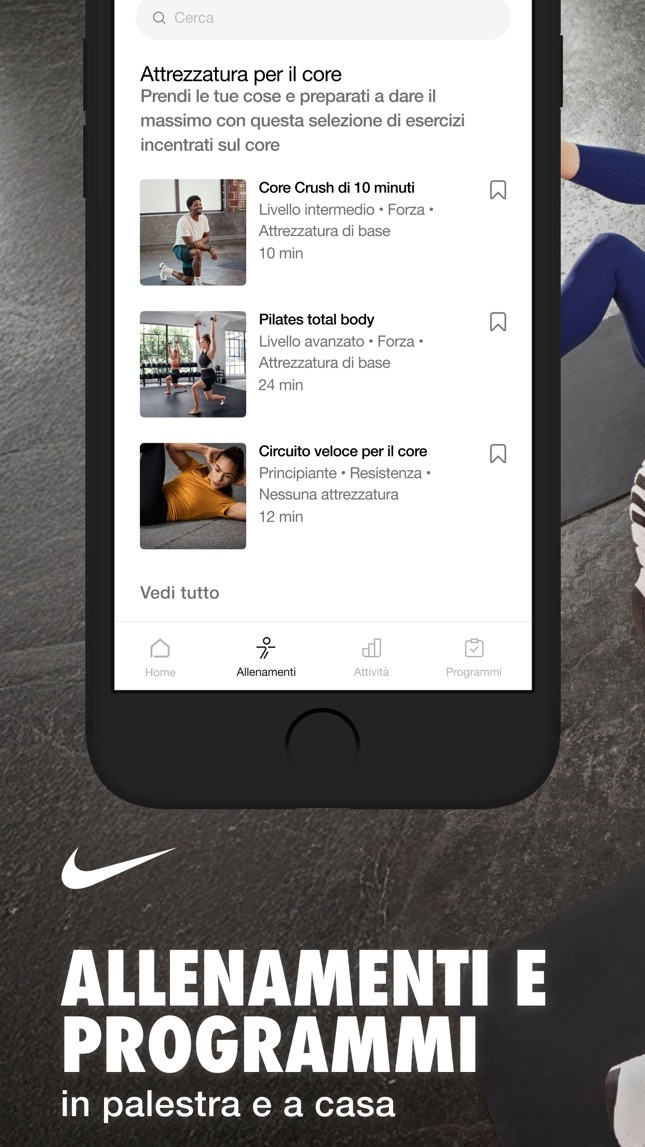 Cerca
Attrezzatura per il core
Prendi le tue cose e preparati a dare il
massimo con questa selezione di esercizi
incentrati sul core
Core Crush di 10 minuti
Livello intermedio • Forza •
Attrezzatura di base
10 min
Pilates total body
Livello avanzato • Forza •
Attrezzatura di base
24 min
Circuito veloce per il core
Principiante • Resistenza •
Nessuna attrezzatura
12 min
Vedi tutto
Home
Allenamenti
Attività
Programmi
ALLENAMENTI E
PROGRAMMI
in palestra e a casa